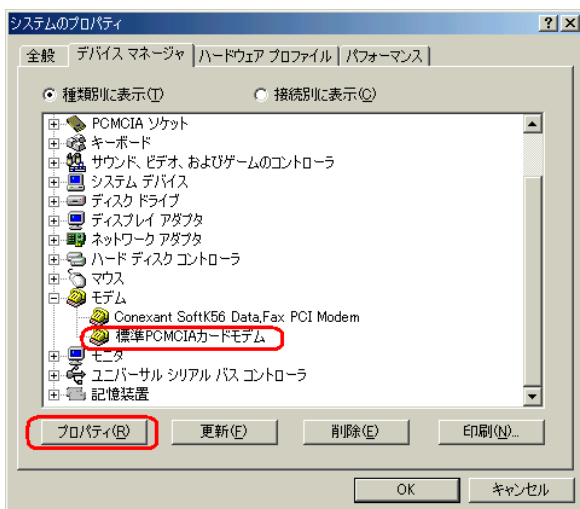 システムのプロパティ
全般 デバイス マネージャ ハードウェア プロファイル パフォーマンス
種類別に表示(T) 接続別に表示(C)
PCMCIA ソケット
キーボード
サウンド、ビデオ、およびゲームのコントローラ
システム デバイス
ディスク ドライブ
ディスプレイ アダプタ
ネットワーク アダプタ
ハード ディスク コントローラ
マウス
モデム
Conexant SoftK56 Data,Fax PCI Modem
標準PCMCIAカードモデム
モニタ
ユニバーサル シリアル バス コントローラ
記憶装置
プロパティ(R) 更新(F) 削除(E) 印刷(N)...
OK キャンセル